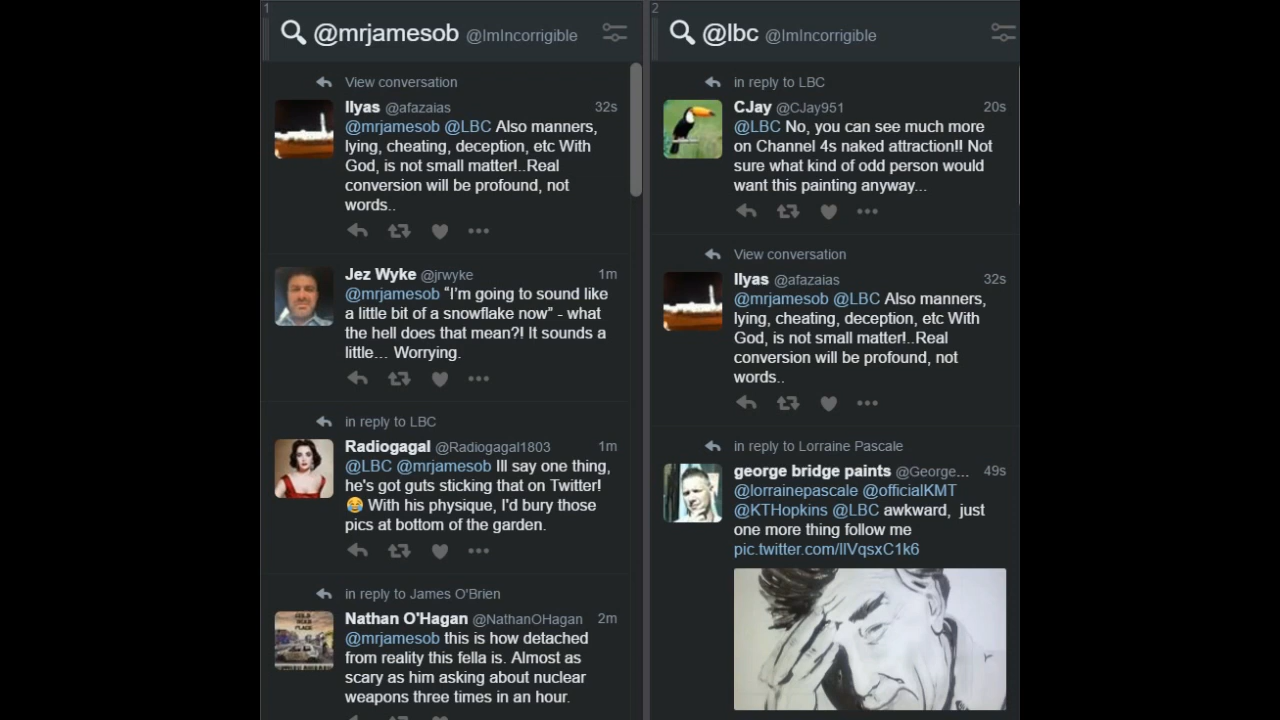 1
@mrjamesob @ImIncorrigible
View conversation
Ilyas @afazaias 32s
@mrjamesob @LBC Also manners,
lying, cheating, deception, etc With
God, is not small matter!..Real
conversion will be profound, not
words..
Jez Wyke @jrwyke 1m
@mrjamesob “I’m going to sound like
a little bit of a snowflake now” - what
the hell does that mean?! It sounds a
little… Worrying.
in reply to LBC
Radiogagal @Radiogagal1803 1m
@LBC @mrjamesob Ill say one thing,
he's got guts sticking that on Twitter!
😂 With his physique, I'd bury those
pics at bottom of the garden.
in reply to James O'Brien
Nathan O'Hagan @NathanOHagan 2m
@mrjamesob this is how detached
from reality this fella is. Almost as
scary as him asking about nuclear
weapons three times in an hour.
2
@lbc @ImIncorrigible
in reply to LBC
CJay @CJay951 20s
@LBC No, you can see much more
on Channel 4s naked attraction!! Not
sure what kind of odd person would
want this painting anyway...
View conversation
Ilyas @afazaias 32s
@mrjamesob @LBC Also manners,
lying, cheating, deception, etc With
God, is not small matter!..Real
conversion will be profound, not
words..
in reply to Lorraine Pascale
george bridge paints @George... 49s
@lorrainepascale @officialKMT
@KTHopkins @LBC awkward, just
one more thing follow me
pic.twitter.com/llVqsxC1k6